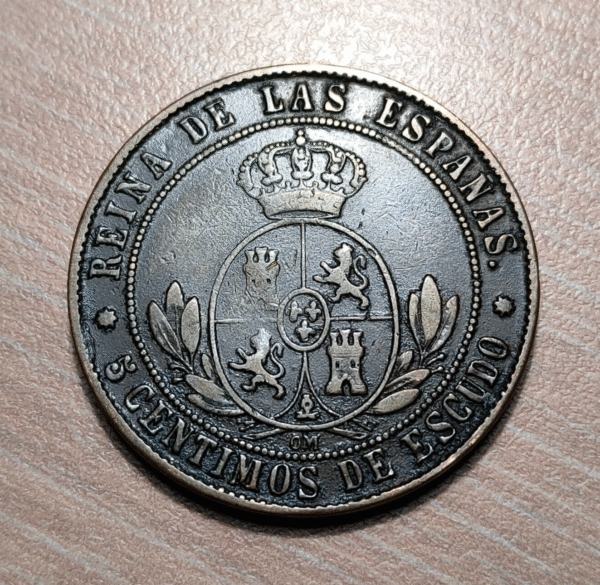 REINA DE LAS ESPAÑAS.
5 CENTIMOS DE ESCUDO
OM